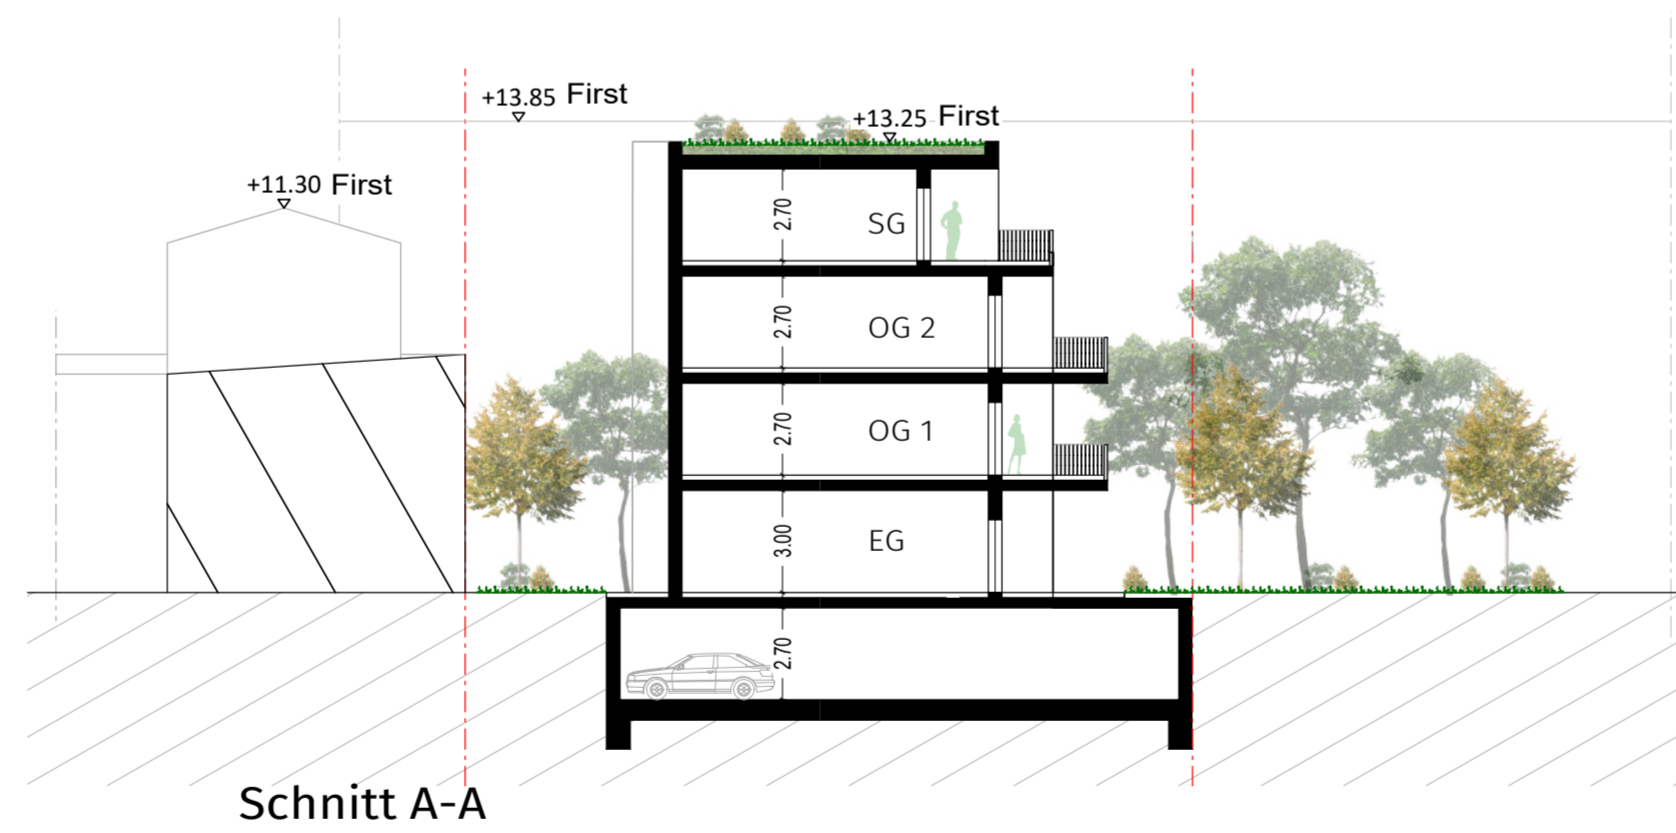 +13.85 First
+13.25 First
+11.30 First
2.70
SG
2.70
OG 2
2.70
OG 1
3.00
EG
2.70
Schnitt A-A